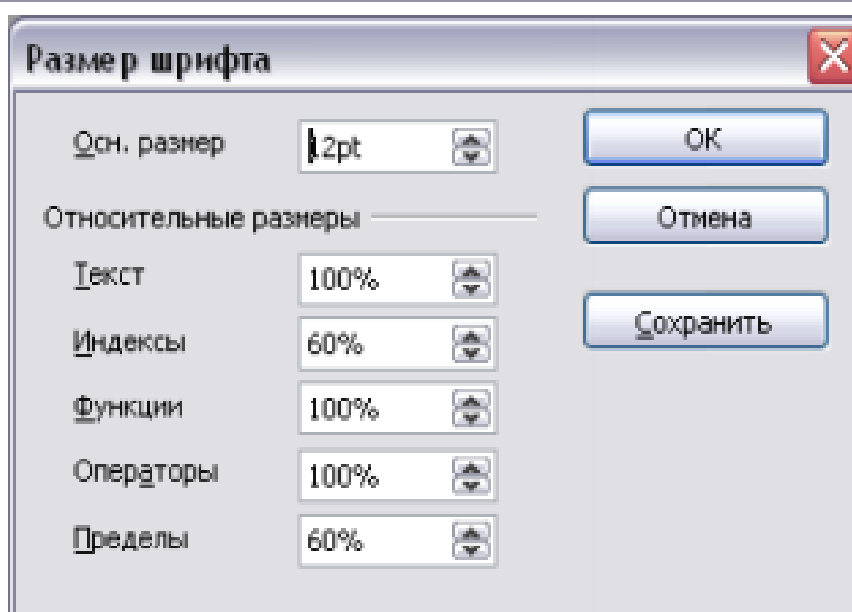 Размер шрифта
Осн. размер 12pt OK
Относительные размеры Отмена
Текст 100%
Индексы 60% Сохранить
Функции 100%
Операторы 100%
Пределы 60%